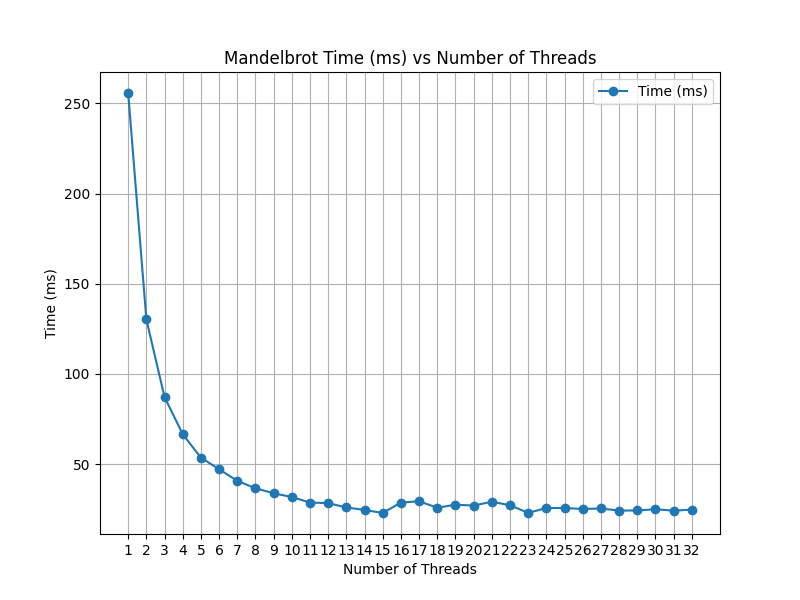 Mandelbrot Time (ms) vs Number of Threads
Time (ms)
250
200
150
100
50
Time (ms)
1 2 3 4 5 6 7 8 9 10 11 12 13 14 15 16 17 18 19 20 21 22 23 24 25 26 27 28 29 30 31 32
Number of Threads